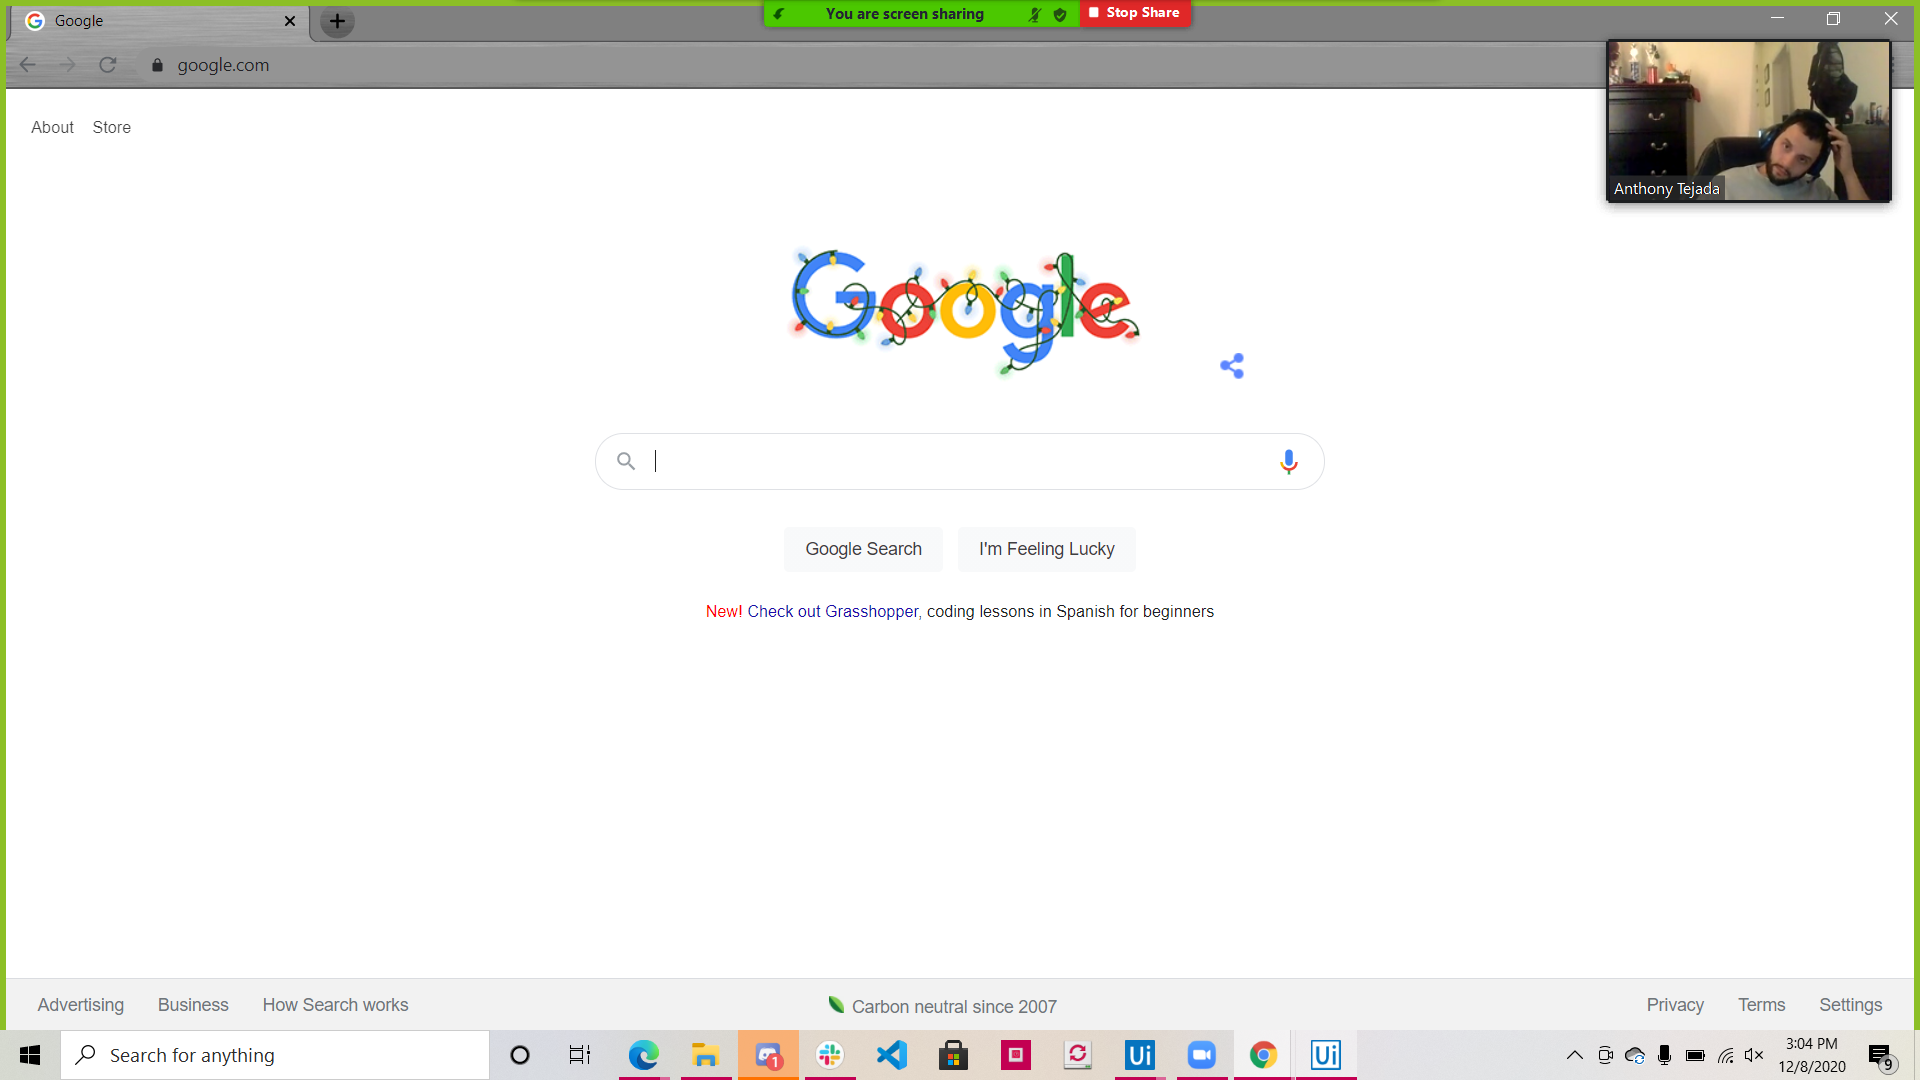 Google
You are screen sharing
Stop Share
google.com
About Store
Anthony Tejada
Google
Google Search
I'm Feeling Lucky
New! Check out Grasshopper, coding lessons in Spanish for beginners
Advertising Business How Search works
Carbon neutral since 2007
Privacy Terms Settings
Search for anything
1
Ui
Ui
3:04 PM
12/8/2020
9